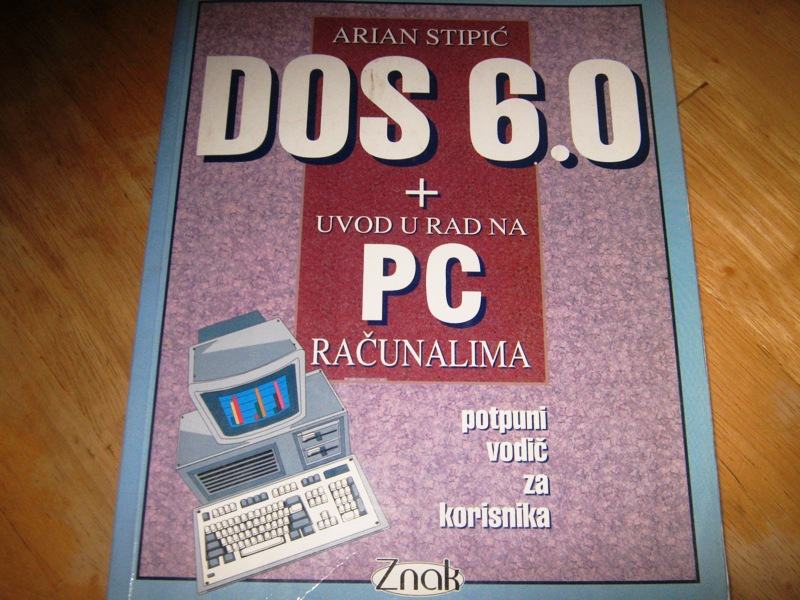 ARIAN STIPIĆ
DOS 6.0
+
UVOD U RAD NA
PC
RAČUNALIMA
potpuni
vodič
za
korisnika
Znak